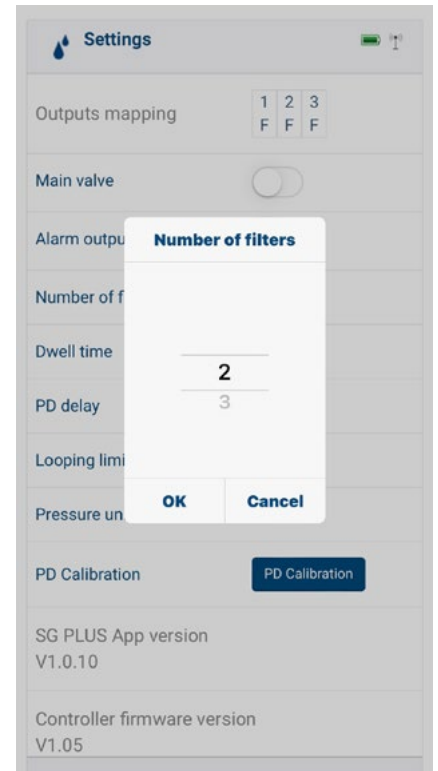 Settings
Outputs mapping
1 2 3
F F F
Main valve
Alarm outpu
Number of filters
Number of f
Dwell time
2
PD delay
3
Looping limi
OK Cancel
Pressure un
PD Calibration
PD Calibration
SG PLUS App version
V1.0.10
Controller firmware version
V1.05